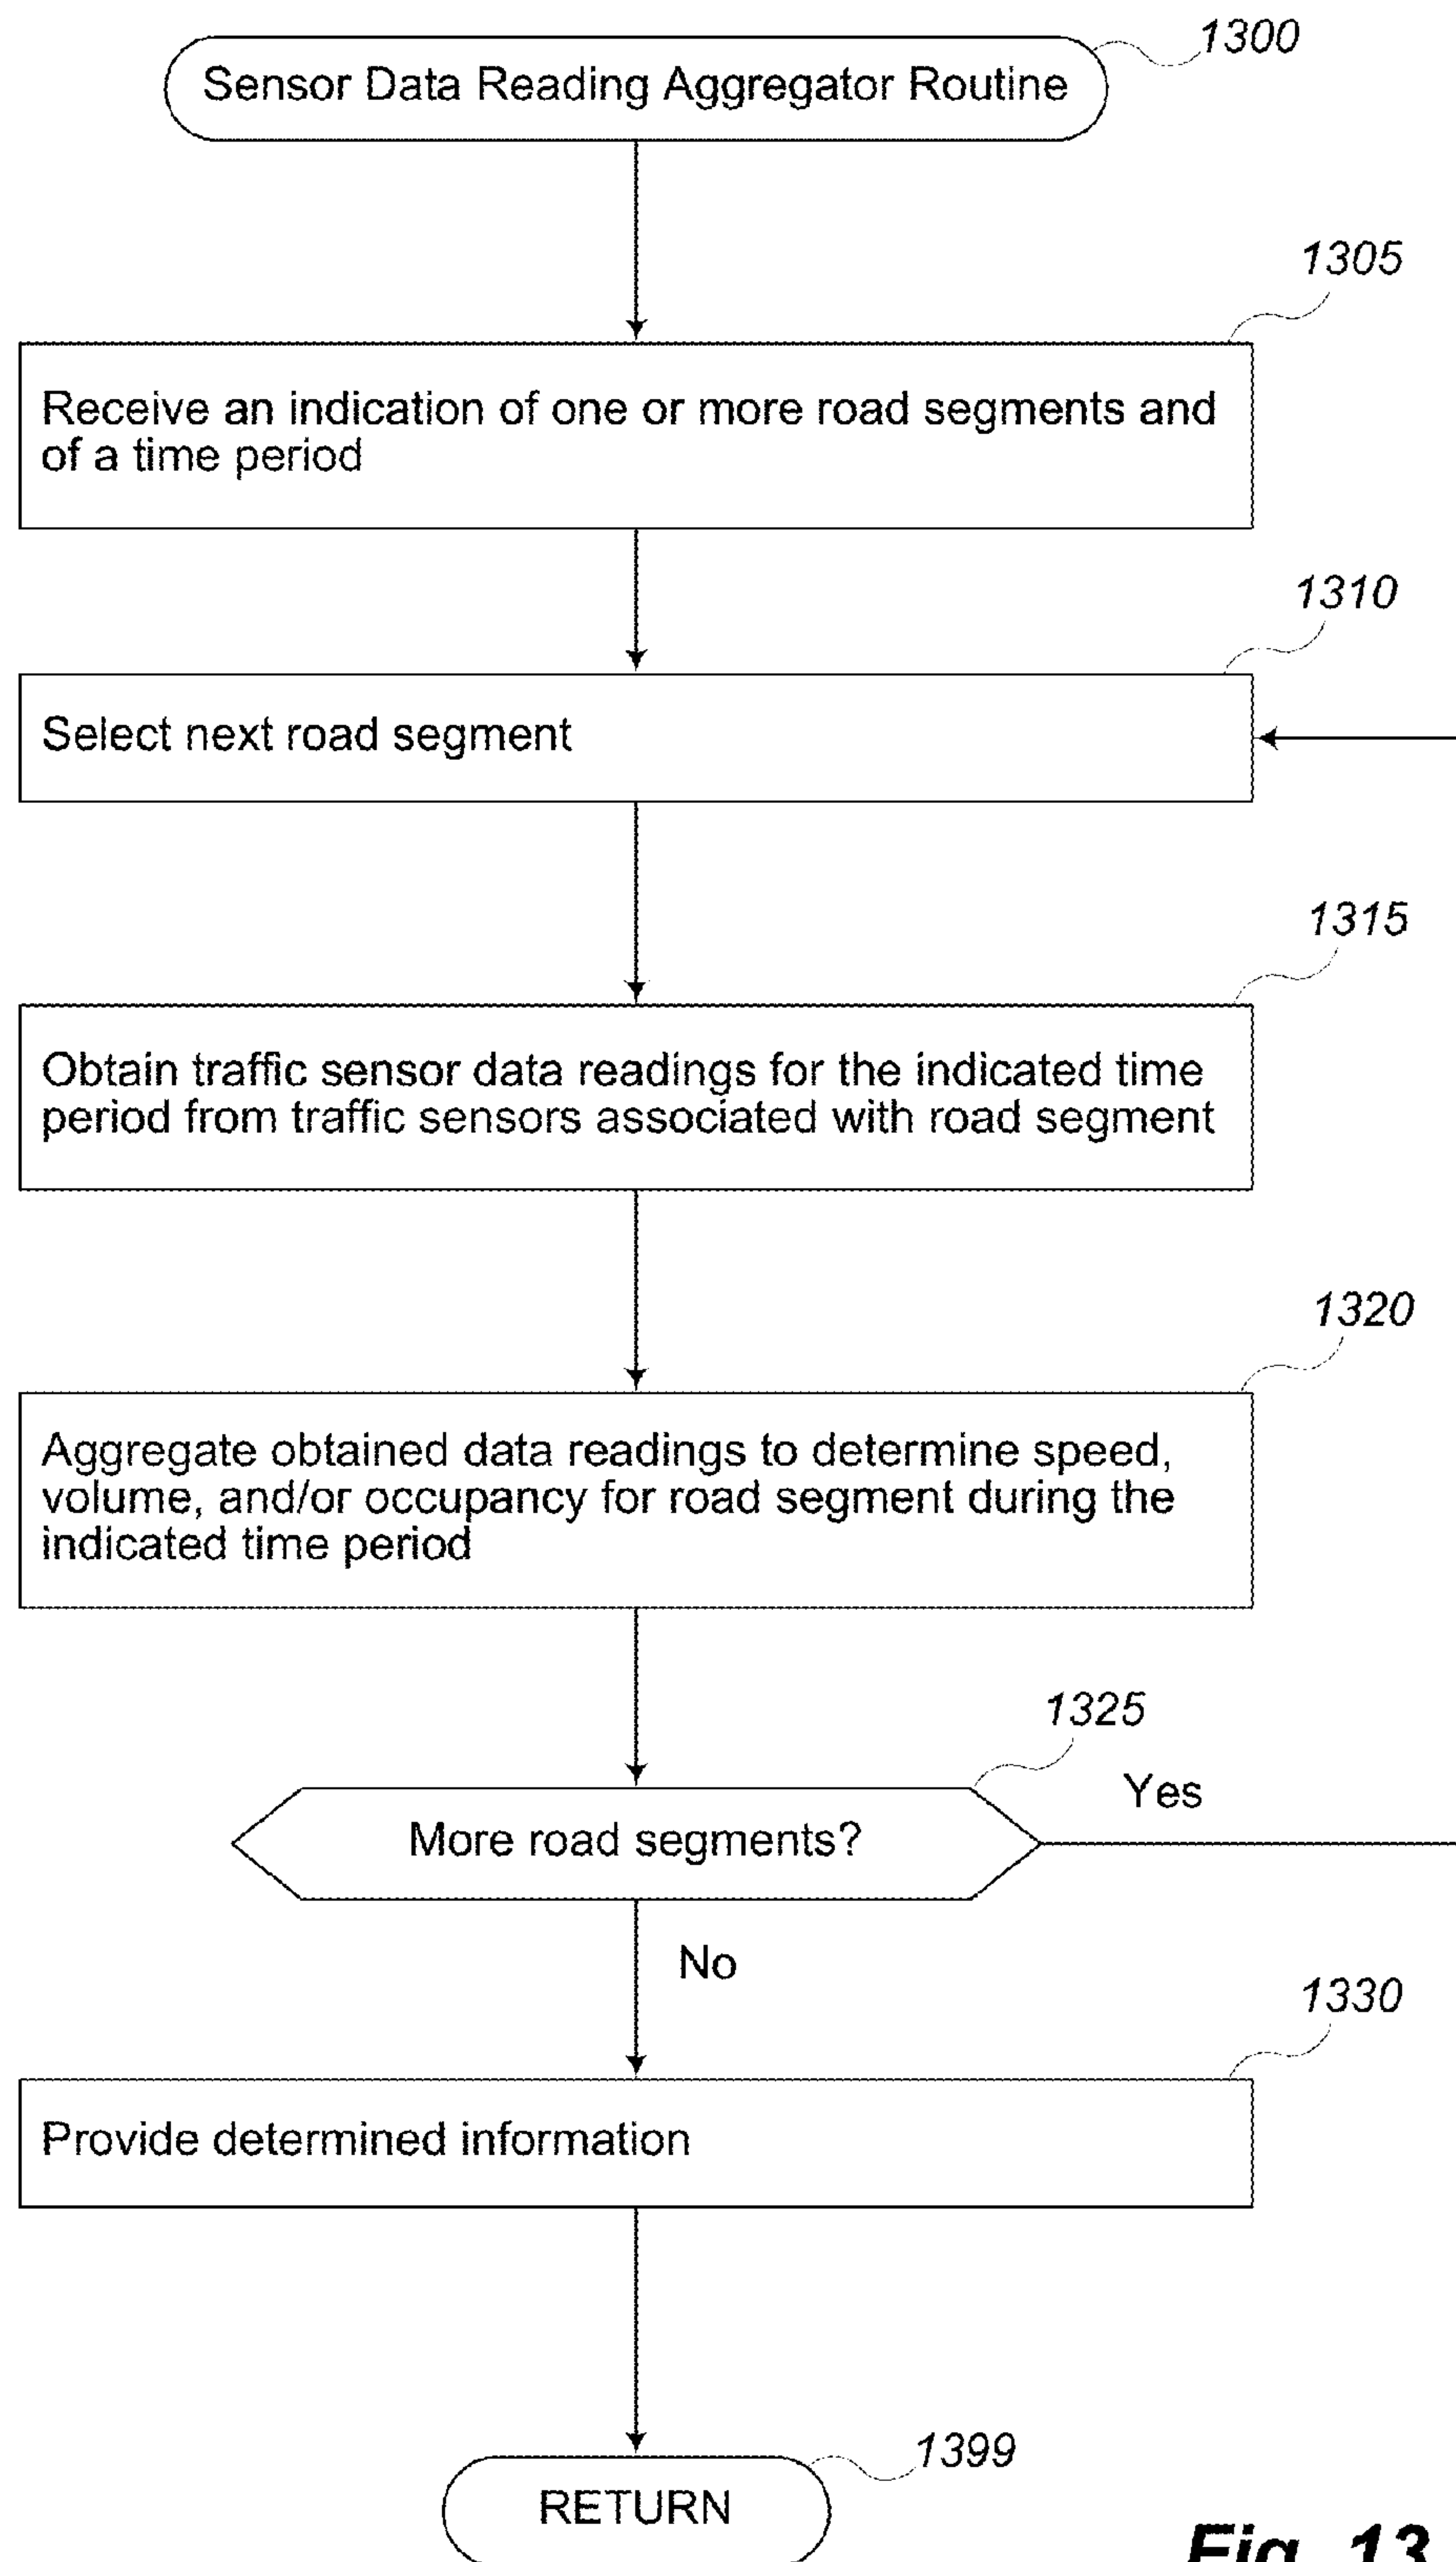 1300
Sensor Data Reading Aggregator Routine
1305
Receive an indication of one or more road segments and
of a time period
1310
Select next road segment
1315
Obtain traffic sensor data readings for the indicated time
period from traffic sensors associated with road segment
1320
Aggregate obtained data readings to determine speed,
volume, and/or occupancy for road segment during the
indicated time period
1325
More road segments?
Yes
No
1330
Provide determined information
1399
RETURN
Fig. 13